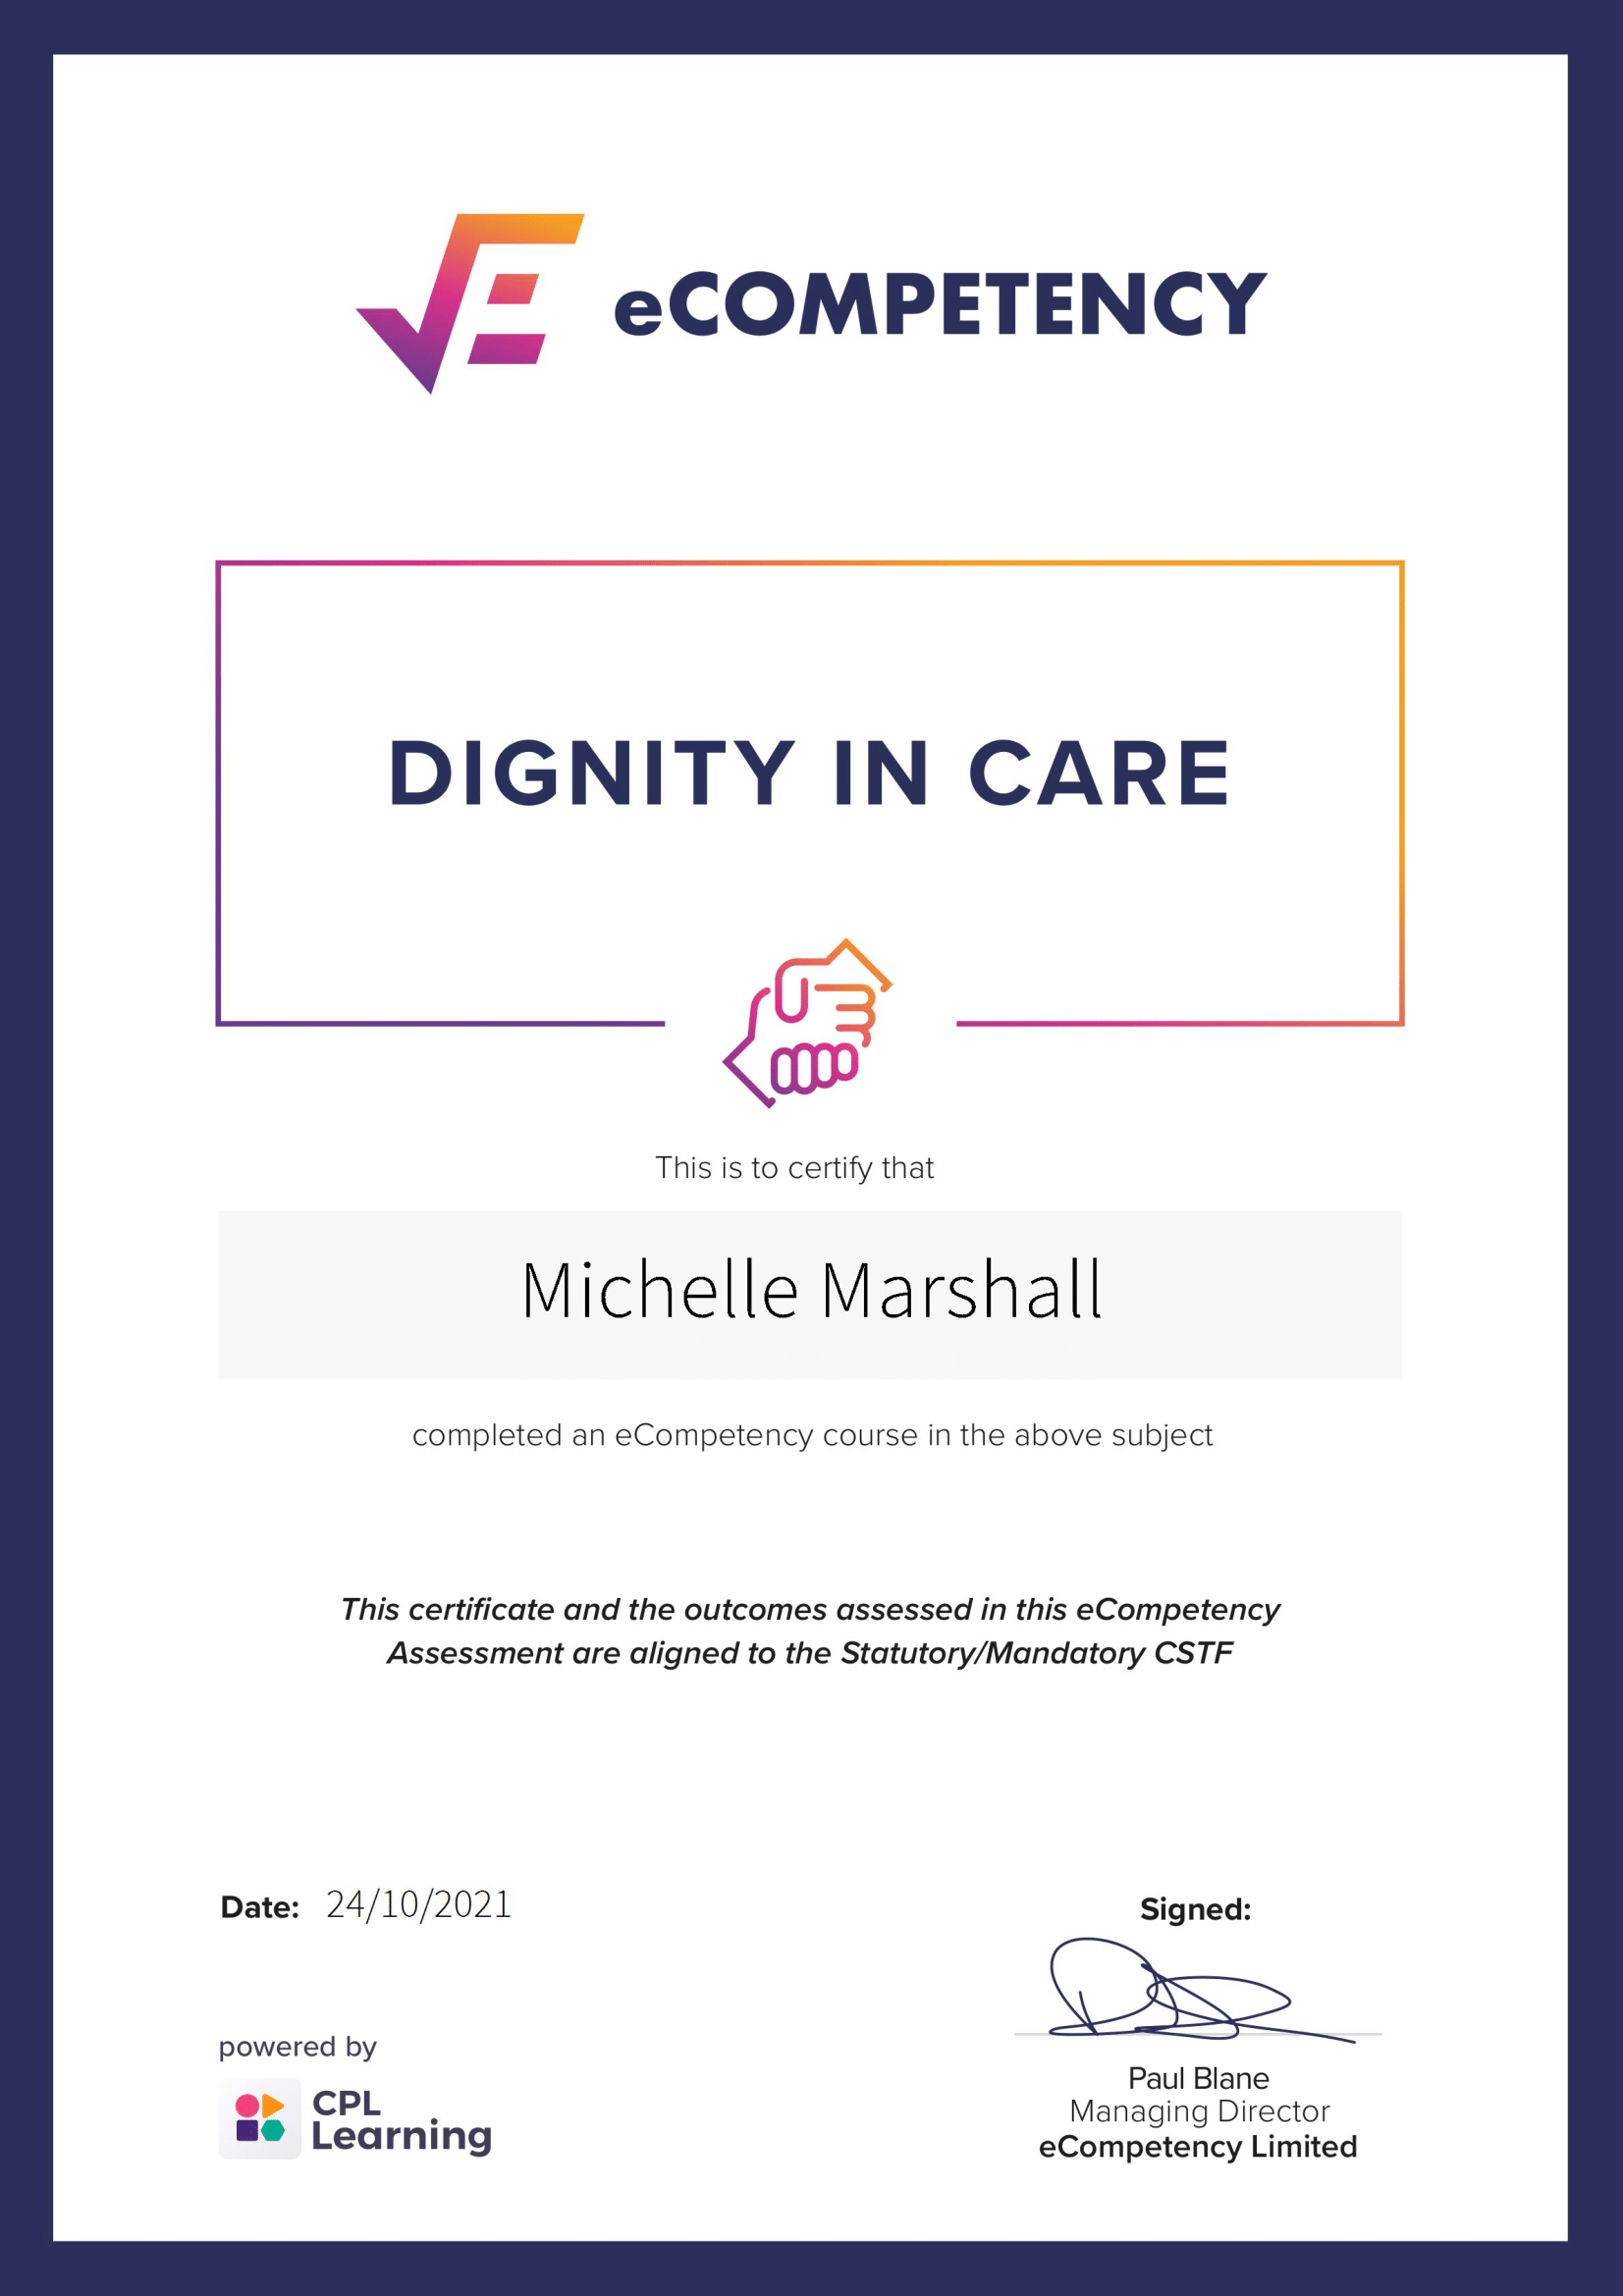 eCOMPETENCY
DIGNITY IN CARE
This is to certify that
Michelle Marshall
completed an eCompetency course in the above subject
This certificate and the outcomes assessed in this eCompetency
Assessment are aligned to the Statutory/Mandatory CSTF
Date: 24/10/2021
Signed:
powered by
CPL
Learning
Paul Blane
Managing Director
eCompetency Limited